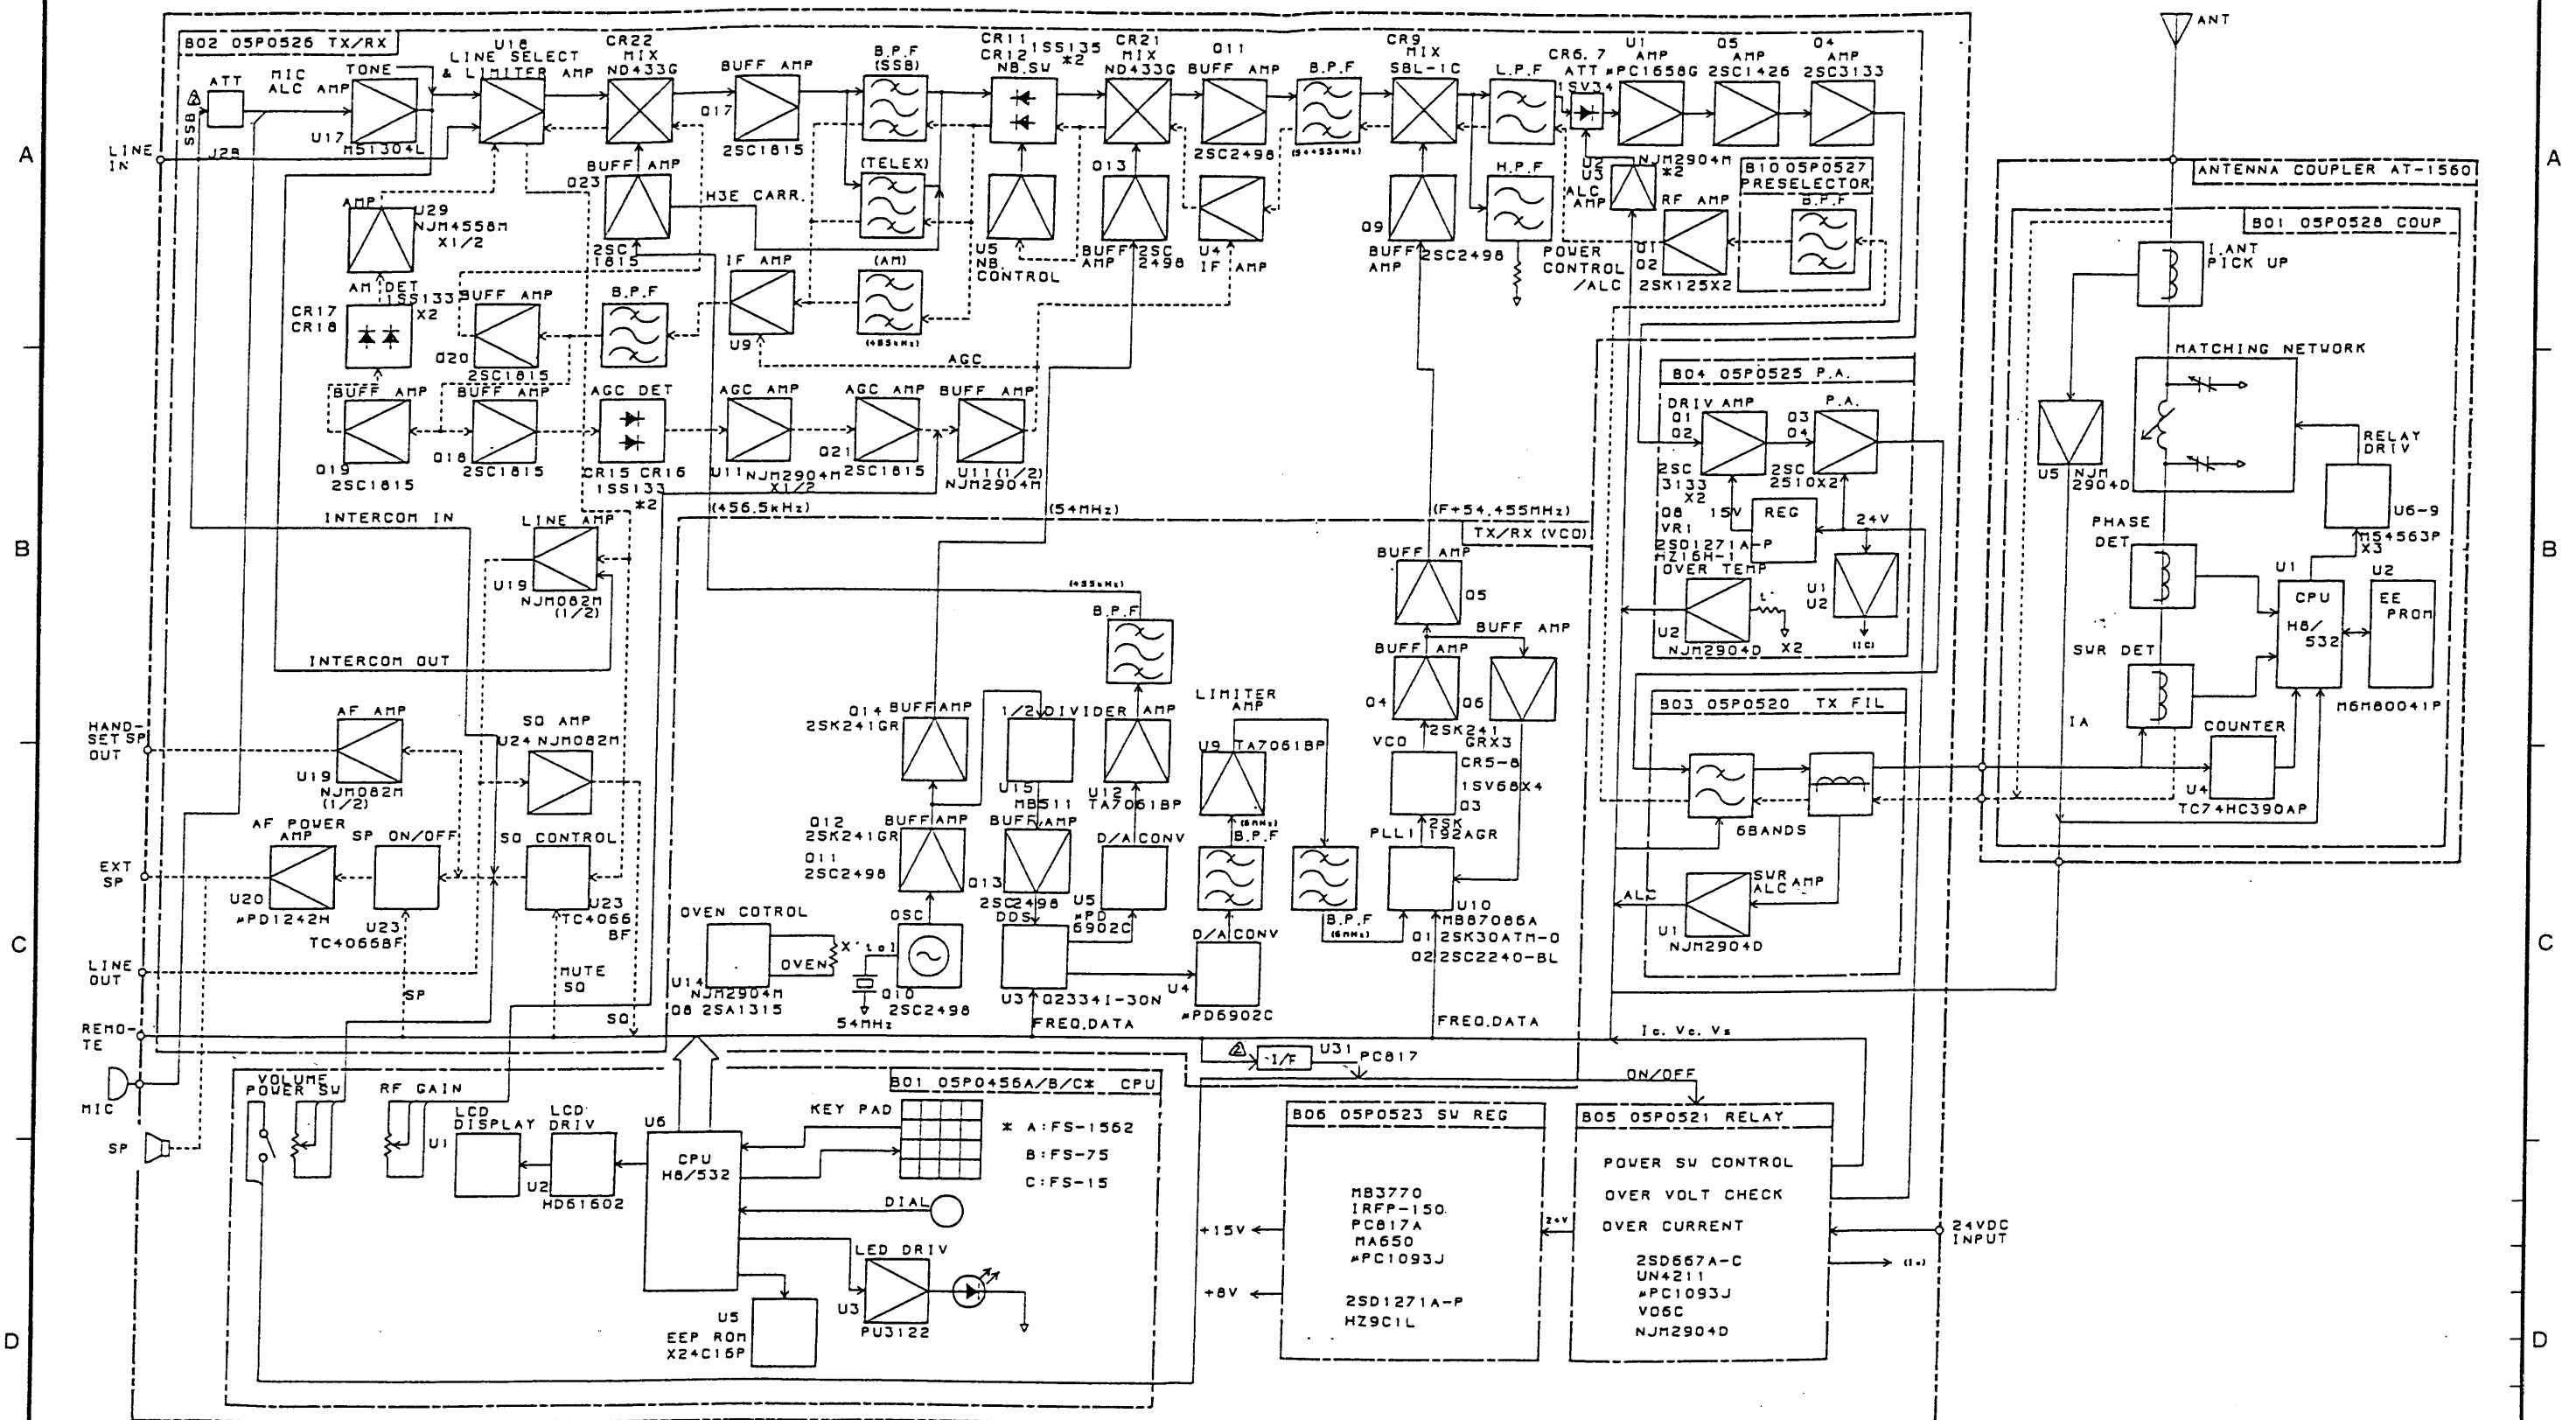 B02 05P0526 TX/RX
ATT
MIC
ALC AMP
TONE
U17
M51304L
SSB
J2B
LINE
IN
U18
LINE SELECT
& LIMITER AMP
CR22
MIX
ND433G
BUFF AMP
Q17
2SC1815
B.P.F
(SSB)
(TELEX)
CR11
CR12
1SS135
*2
NB.SW
CR21
MIX
ND433G
Q11
BUFF AMP
2SC2498
B.P.F
(54455kHz)
CR9
MIX
SBL-1C
L.P.F
CR6.7
ATT
1SV34
U1
AMP
μPC1658G
Q5
AMP
2SC1426
Q4
AMP
2SC3133
ANT
BUFF AMP
Q23
2SC
1815
H3E CARR.
U5
NB.
CONTROL
Q13
BUFF
AMP
2SC
2498
U4
IF AMP
Q9
BUFF
AMP
2SC2498
H.P.F
U2
U3
NJM2904M
*2
ALC
AMP
POWER
CONTROL
/ALC
B10 05P0527
PRESELECTOR
B.P.F
RF AMP
Q1
Q2
2SK125X2
ANTENNA COUPLER AT-1560
B01 05P0528 COUP
I.ANT
PICK UP
MATCHING NETWORK
AMP
U29
NJM4558M
X1/2
AM DET
1SS133
X2
CR17
CR18
BUFF AMP
Q20
2SC1815
B.P.F
IF AMP
U9
(AM)
(455kHz)
AGC
BUFF AMP
Q19
2SC1815
BUFF AMP
Q18
2SC1815
AGC DET
CR15 CR16
1SS133
*2
AGC AMP
U11
NJM2904M
X1/2
AGC AMP
Q21
2SC1815
BUFF AMP
U11(1/2)
NJM2904M
B04 05P0525 P.A.
DRIV AMP
Q1
Q2
2SC
3133
X2
Q3
Q4
P.A.
2SC
2510X2
Q8
VR1
2SD1271A-P
MZ16H-1
15V
REG
24V
OVER TEMP
t°
U2
NJM2904D
X2
U1
U2
(IC)
U5
NJM
2904D
RELAY
DRIV
U6-9
M54563P
X3
PHASE
DET
SWR DET
U1
CPU
H8/
532
U2
EE
PROM
M6M80041P
IA
COUNTER
U4
TC74HC390AP
INTERCOM IN
INTERCOM OUT
LINE AMP
U19
NJM082M
(1/2)
(456.5kHz)
(54MHz)
(F+54.455MHz)
TX/RX (VCO)
(455kHz)
B.P.F
BUFF AMP
Q5
BUFF AMP
BUFF AMP
Q4
Q6
2SK241
GRX3
VCO
CR5-8
1SV68X4
Q3
2SK
192AGR
PLL1
U10
MB87086A
Q1 2SK30ATM-O
Q2 2SC2240-BL
Q14
BUFF AMP
2SK241GR
1/2 DIVIDER
U15
MB511
AMP
U12
TA7061BP
LIMITER
AMP
U9
TA7061BP
(6MHz)
B.P.F
B.P.F
(6MHz)
Q12
BUFF AMP
2SK241GR
Q11
2SC2498
BUFF AMP
Q13
2SC2498
D/A CONV
U5
μPD
6902C
DDS
U3
Q2334I-30N
D/A CONV
U4
μPD6902C
OVEN COTROL
OVEN
U14
NJM2904M
Q8 2SA1315
X'tal
54MHz
OSC
Q10
2SC2498
FREQ.DATA
FREQ.DATA
HAND-
SET SP
OUT
AF AMP
U19
NJM082M
(1/2)
SQ AMP
U24 NJM082M
EXT
SP
AF POWER
AMP
U20
μPD1242H
SP ON/OFF
U23
TC4066BF
SQ CONTROL
U23
TC4066
BF
LINE
OUT
SP
MUTE
SQ
SQ
REMO-
TE
MIC
SP
B03 05P0520 TX FIL
6BANDS
ALC
SWR
ALC AMP
U1
NJM2904D
Ic. Vc. Vs
I/F
U31
PC817
ON/OFF
B01 05P0456A/B/C* CPU
VOLUME
POWER SW
RF GAIN
LCD
DISPLAY
U1
LCD
DRIV
U2
HD61602
U6
CPU
H8/532
KEY PAD
DIAL
LED DRIV
U3
PU3122
U5
EEP ROM
X24C16P
* A:FS-1562
B:FS-75
C:FS-15
B06 05P0523 SW REG
MB3770
IRFP-150
PC817A
MA650
μPC1093J
2SD1271A-P
HZ9C1L
+15V
+8V
24V
B05 05P0521 RELAY
POWER SW CONTROL
OVER VOLT CHECK
OVER CURRENT
2SD667A-C
UN4211
μPC1093J
V06C
NJM2904D
24VDC
INPUT
A
B
C
D
A
B
C
D